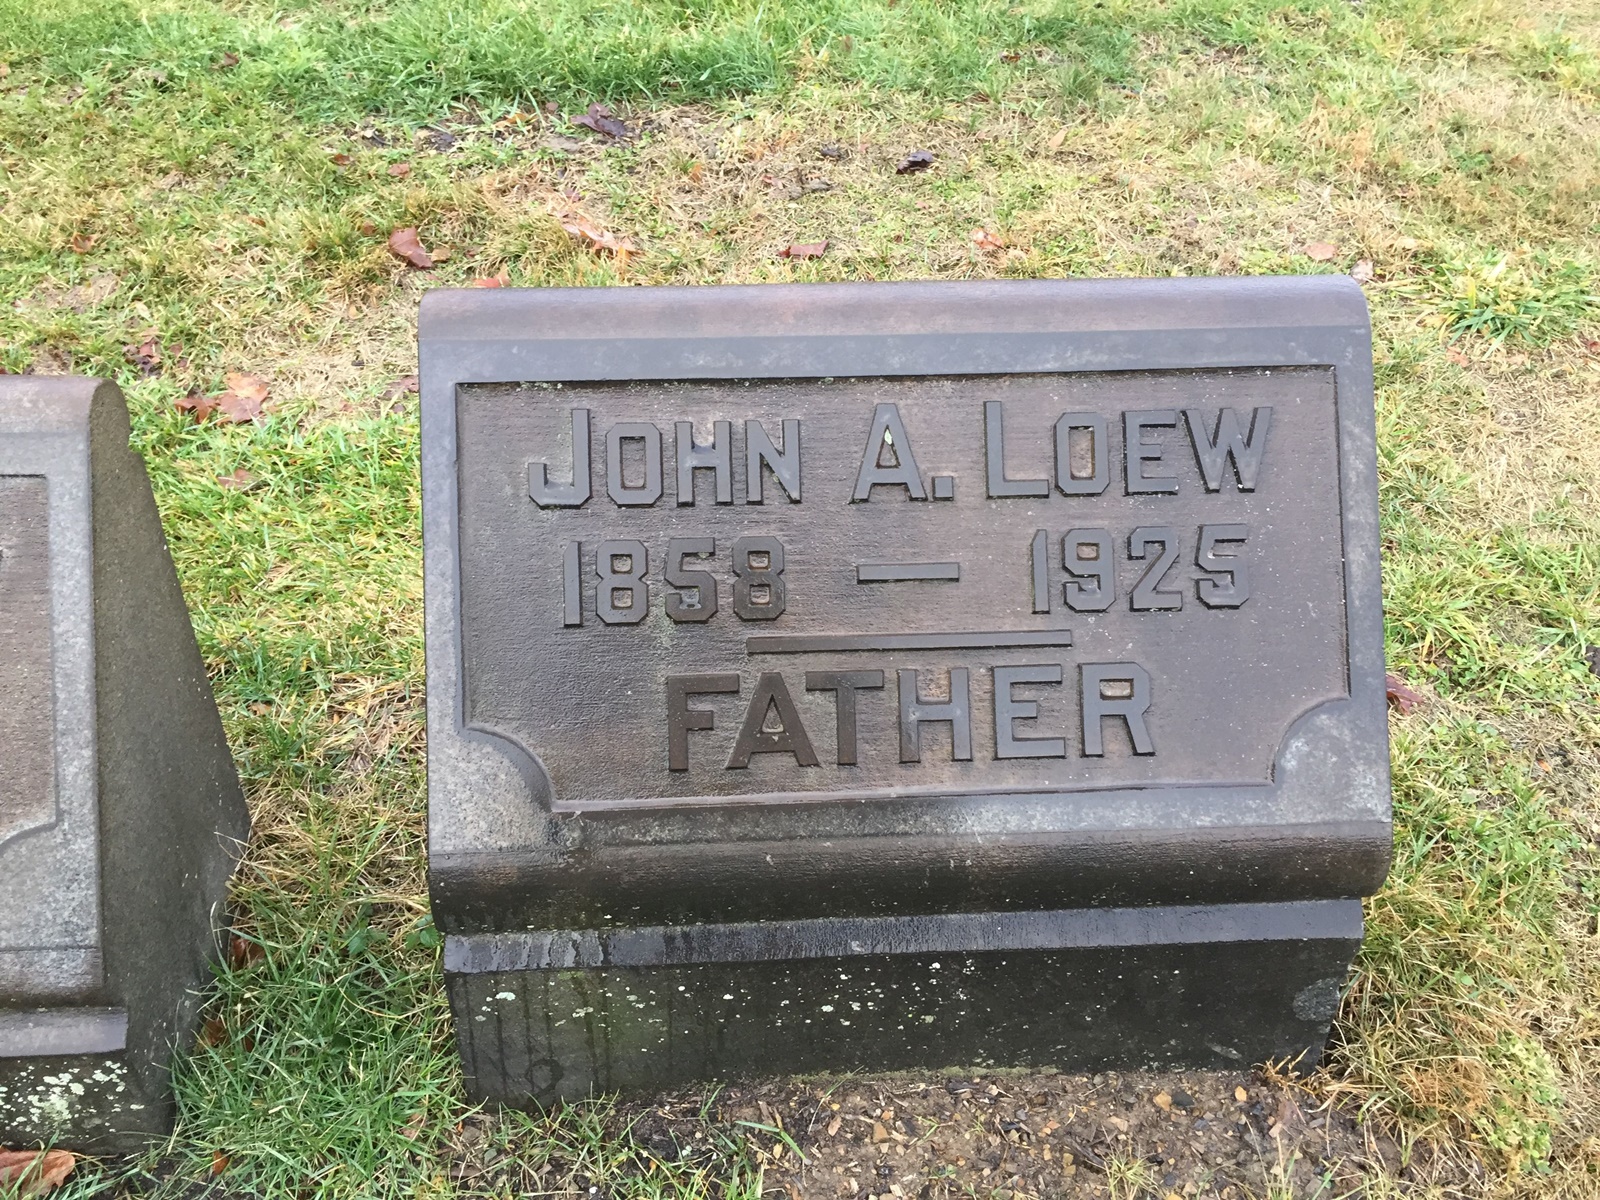 JOHN A. LOEW
1858 — 1925
FATHER